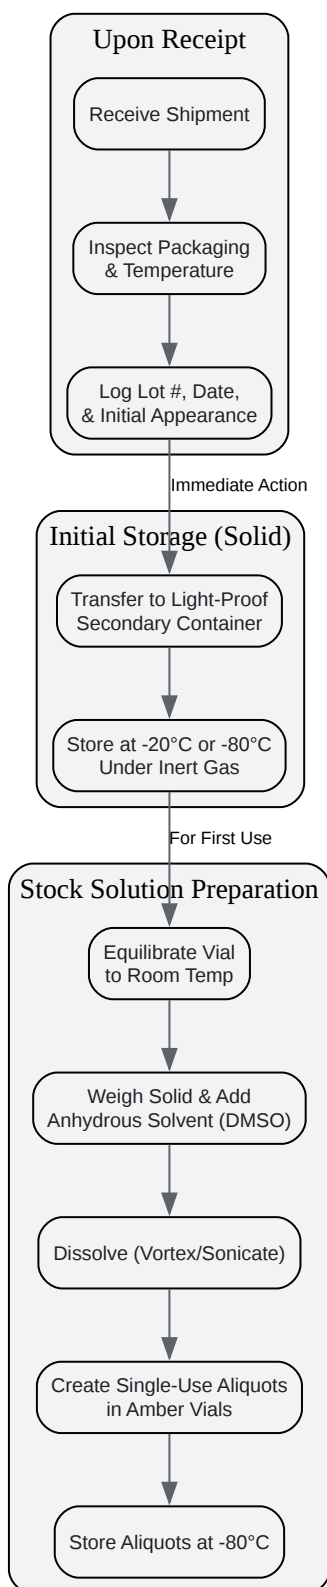 Upon Receipt
Receive Shipment
Inspect Packaging
& Temperature
Log Lot #, Date,
& Initial Appearance
Immediate Action
Initial Storage (Solid)
Transfer to Light-Proof
Secondary Container
Store at -20°C or -80°C
Under Inert Gas
For First Use
Stock Solution Preparation
Equilibrate Vial
to Room Temp
Weigh Solid & Add
Anhydrous Solvent (DMSO)
Dissolve (Vortex/Sonicate)
Create Single-Use Aliquots
in Amber Vials
Store Aliquots at -80°C